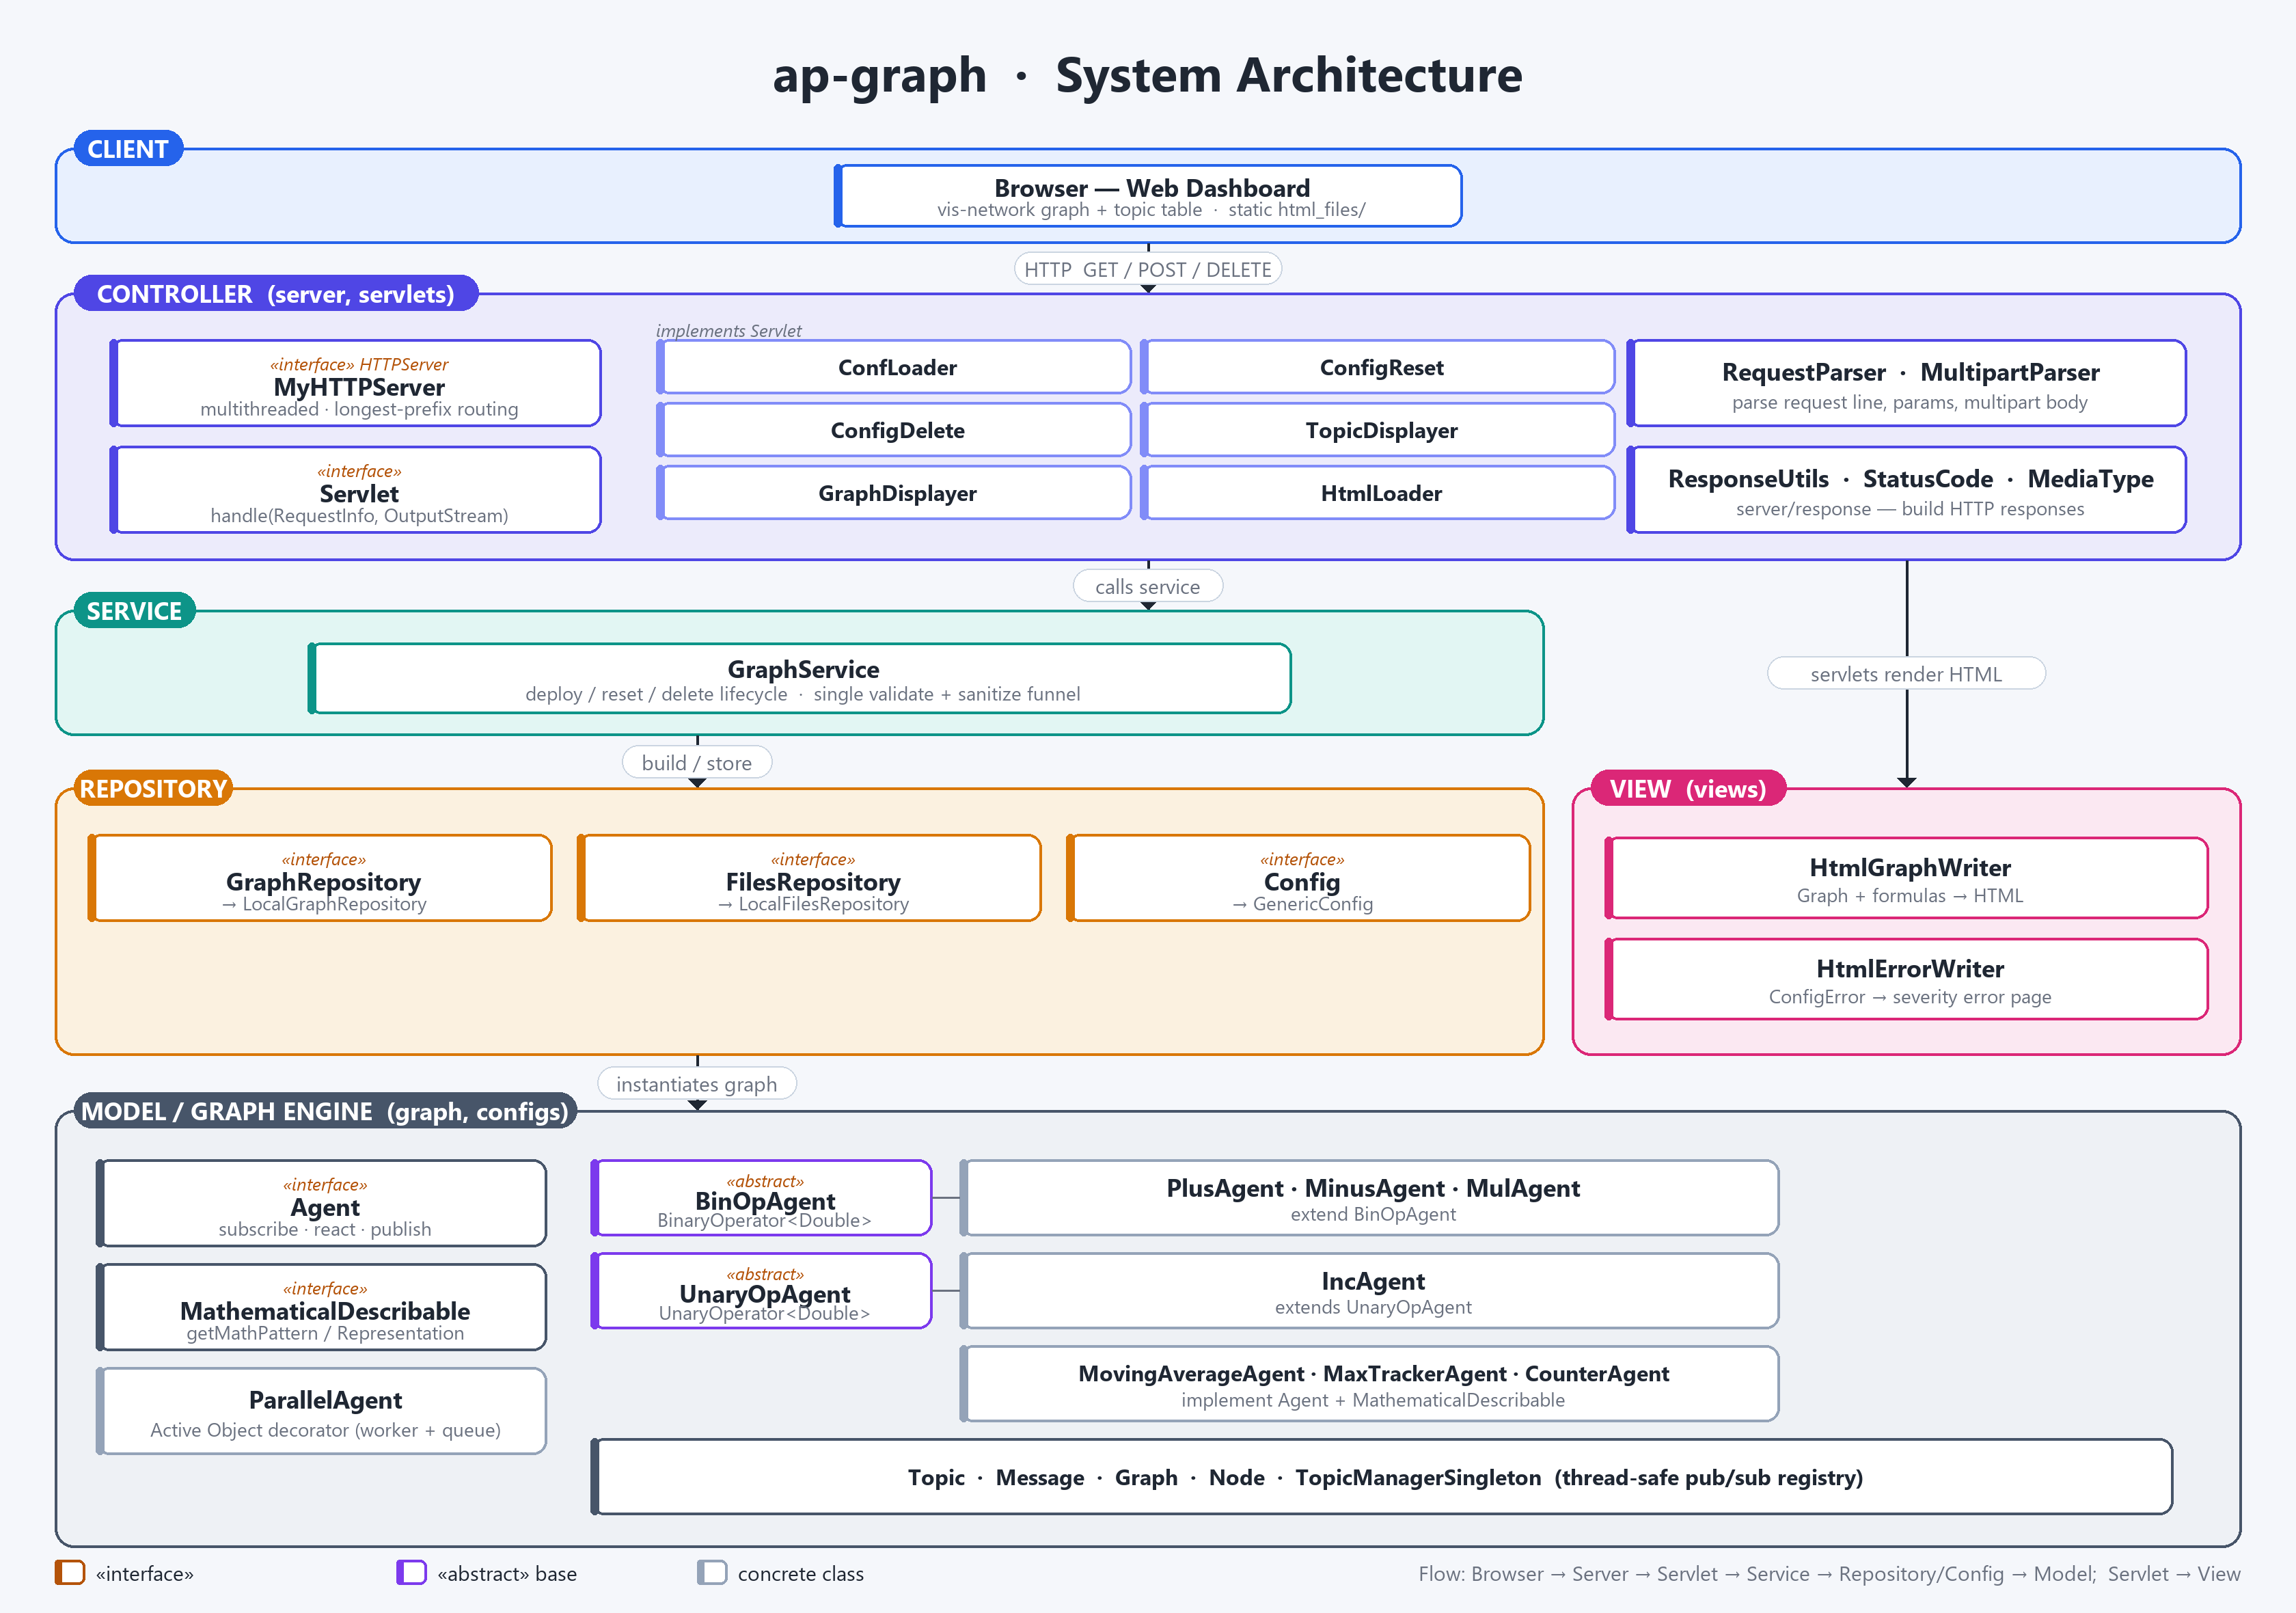 ap-graph · System Architecture
CLIENT
Browser — Web Dashboard
vis-network graph + topic table · static html_files/
HTTP GET / POST / DELETE
CONTROLLER (server, servlets)
«interface» HTTPServer
MyHTTPServer
multithreaded · longest-prefix routing
«interface»
Servlet
handle(RequestInfo, OutputStream)
implements Servlet
ConfLoader
ConfigReset
ConfigDelete
TopicDisplayer
GraphDisplayer
HtmlLoader
RequestParser · MultipartParser
parse request line, params, multipart body
ResponseUtils · StatusCode · MediaType
server/response — build HTTP responses
calls service
servlets render HTML
SERVICE
GraphService
deploy / reset / delete lifecycle · single validate + sanitize funnel
build / store
REPOSITORY
«interface»
GraphRepository
→ LocalGraphRepository
«interface»
FilesRepository
→ LocalFilesRepository
«interface»
Config
→ GenericConfig
VIEW (views)
HtmlGraphWriter
Graph + formulas → HTML
HtmlErrorWriter
ConfigError → severity error page
instantiates graph
MODEL / GRAPH ENGINE (graph, configs)
«interface»
Agent
subscribe · react · publish
«interface»
MathematicalDescribable
getMathPattern / Representation
ParallelAgent
Active Object decorator (worker + queue)
«abstract»
BinOpAgent
BinaryOperator<Double>
«abstract»
UnaryOpAgent
UnaryOperator<Double>
PlusAgent · MinusAgent · MulAgent
extend BinOpAgent
IncAgent
extends UnaryOpAgent
MovingAverageAgent · MaxTrackerAgent · CounterAgent
implement Agent + MathematicalDescribable
Topic · Message · Graph · Node · TopicManagerSingleton (thread-safe pub/sub registry)
«interface»
«abstract» base
concrete class
Flow: Browser → Server → Servlet → Service → Repository/Config → Model; Servlet → View